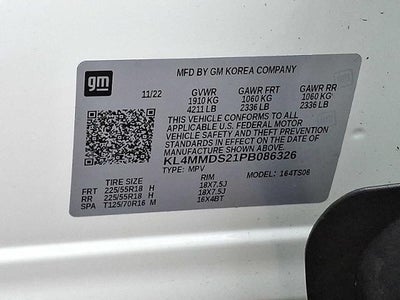 gm
MFD BY GM KOREA COMPANY
11/22 GVWR GAWR FRT GAWR RR
1910 KG 1060 KG 1060 KG
4211 LB 2336 LB 2336 LB
THIS VEHICLE CONFORMS TO ALL
APPLICABLE U.S. FEDERAL MOTOR
VEHICLE SAFETY AND THEFT PREVENTION
STANDARDS IN EFFECT ON THE DATE OF
MANUFACTURE SHOWN ABOVE.
KL4MMDS21PB086326
TYPE: MPV MODEL: 164TS06
TIRE SIZE RIM
FRT 225/55R18 H 18X7.5J
RR 225/55R18 H 18X7.5J
SPA T125/70R16 M 16X4BT